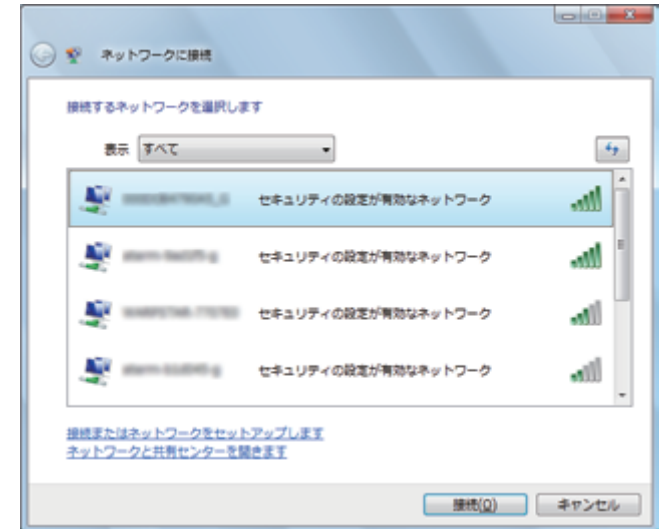 ネットワークに接続
接続するネットワークを選択します
表示 すべて
セキュリティの設定が有効なネットワーク
セキュリティの設定が有効なネットワーク
セキュリティの設定が有効なネットワーク
セキュリティの設定が有効なネットワーク
接続またはネットワークをセットアップします
ネットワークと共有センターを開きます
接続(O) キャンセル